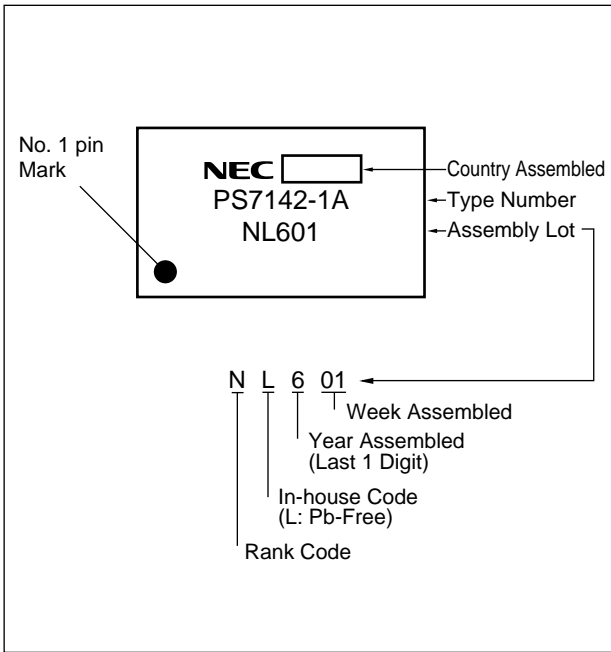 No. 1 pin
Mark
NEC
Country Assembled
PS7142-1A
Type Number
NL601
Assembly Lot
N L 6 01
Week Assembled
Year Assembled
(Last 1 Digit)
In-house Code
(L: Pb-Free)
Rank Code